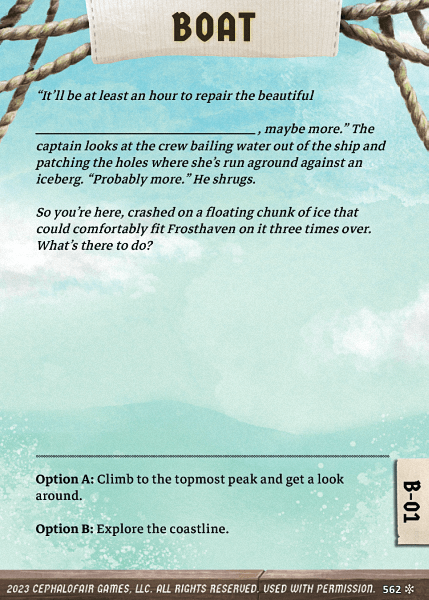 BOAT
“It’ll be at least an hour to repair the beautiful
______________________________ , maybe more.” The
captain looks at the crew bailing water out of the ship and
patching the holes where she’s run aground against an
iceberg. “Probably more.” He shrugs.
So you’re here, crashed on a floating chunk of ice that
could comfortably fit Frosthaven on it three times over.
What’s there to do?
Option A: Climb to the topmost peak and get a look
around.
Option B: Explore the coastline.
B-01
2023 CEPHALOFAIR GAMES, LLC. ALL RIGHTS RESERVED. USED WITH PERMISSION. 562